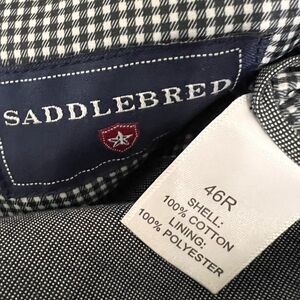 SADDLEBRED
46R
SHELL:
100% COTTON
LINING:
100% POLYESTER